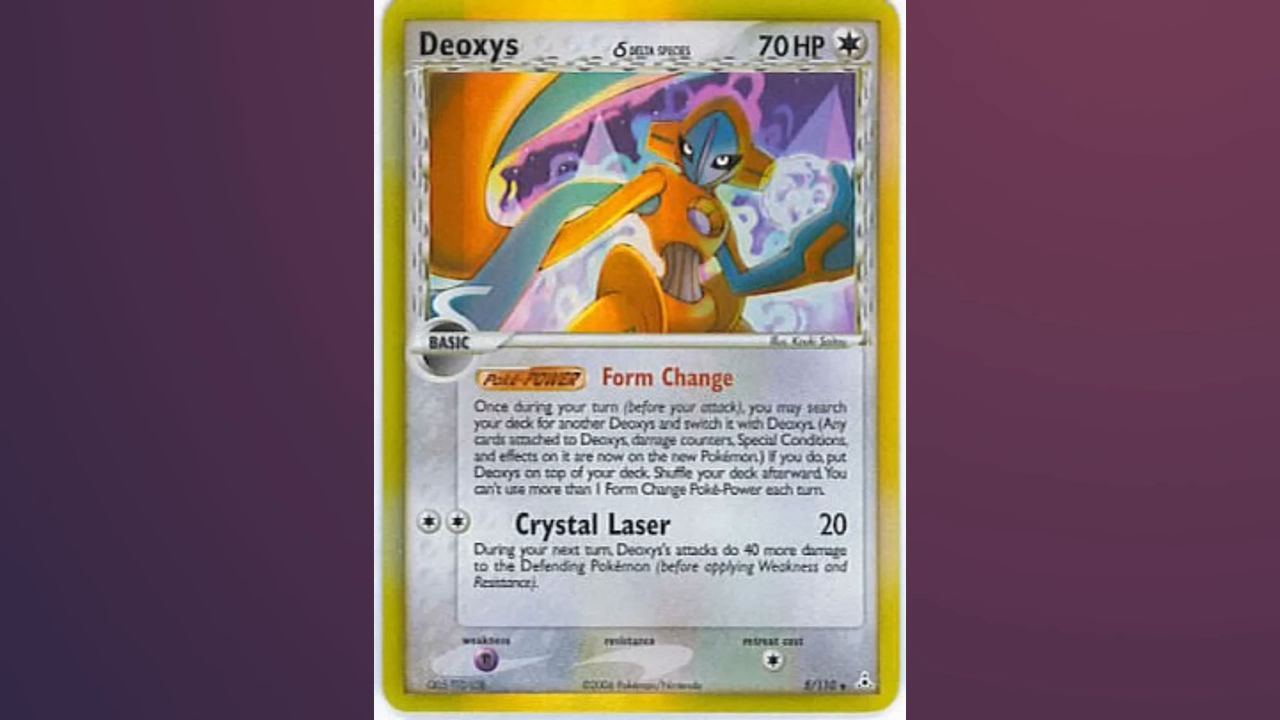 Deoxys δ DELTA SPECIES 70 HP
BASIC
Illus. Kouki Saitou
Poké-POWER Form Change
Once during your turn (before your attack), you may search
your deck for another Deoxys and switch it with Deoxys. (Any
cards attached to Deoxys, damage counters, Special Conditions,
and effects on it are now on the new Pokémon.) If you do, put
Deoxys on top of your deck. Shuffle your deck afterward. You
can't use more than 1 Form Change Poké-Power each turn.
Crystal Laser 20
During your next turn, Deoxys's attacks do 40 more damage
to the Defending Pokémon (before applying Weakness and
Resistance).
weakness resistance retreat cost
©2006 Pokémon/Nintendo